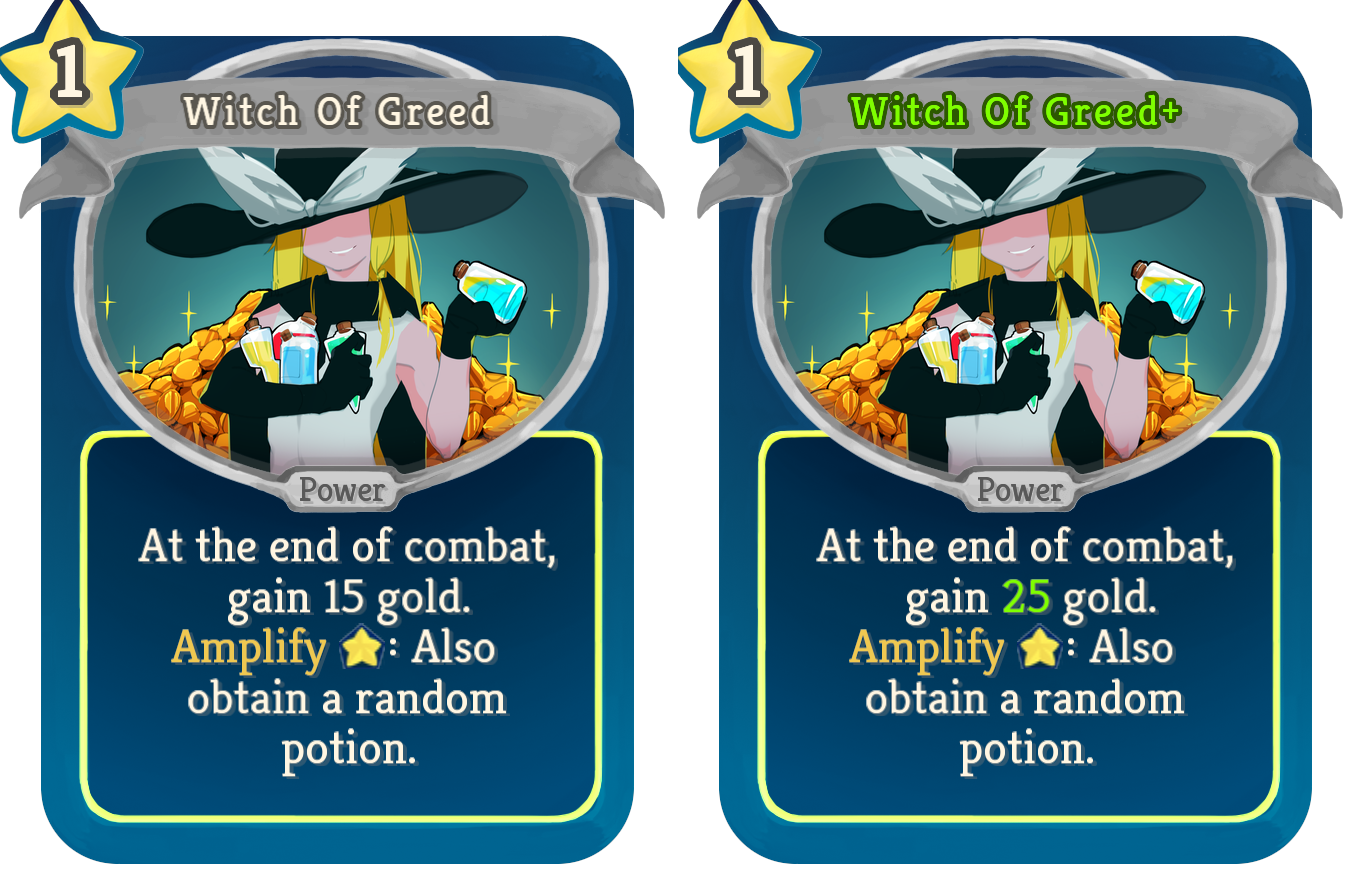 1
Witch Of Greed
Power
At the end of combat,
gain 15 gold.
Amplify : Also
obtain a random
potion.
1
Witch Of Greed+
Power
At the end of combat,
gain 25 gold.
Amplify : Also
obtain a random
potion.